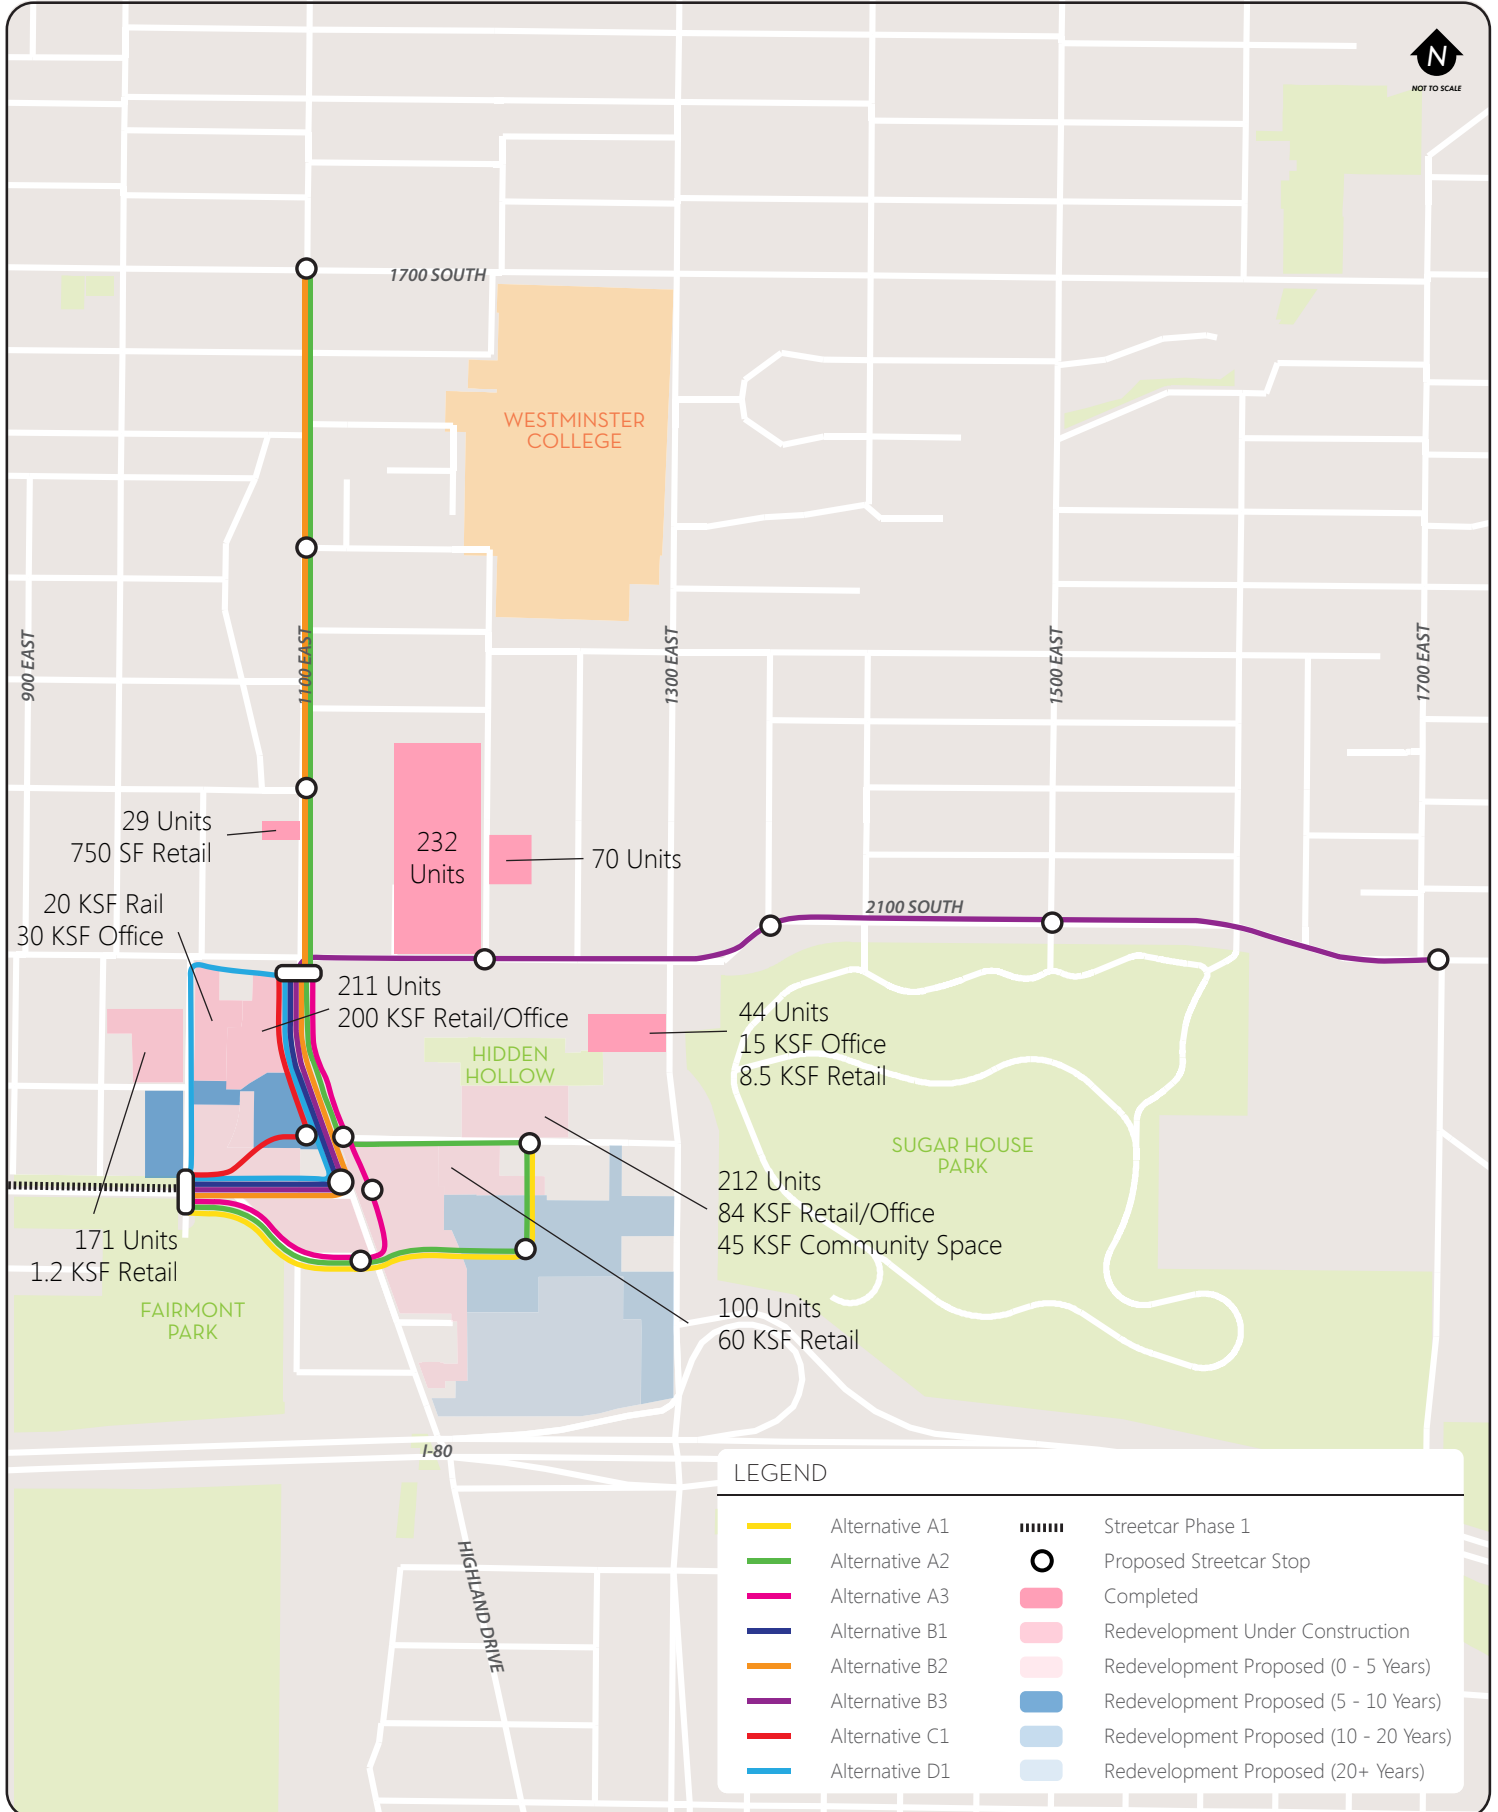 N
NOT TO SCALE
1700 SOUTH
WESTMINSTER
COLLEGE
900 EAST
1100 EAST
1300 EAST
1500 EAST
1700 EAST
29 Units
750 SF Retail
232
Units
70 Units
20 KSF Rail
30 KSF Office
2100 SOUTH
211 Units
200 KSF Retail/Office
44 Units
15 KSF Office
8.5 KSF Retail
HIDDEN
HOLLOW
SUGAR HOUSE
PARK
212 Units
84 KSF Retail/Office
45 KSF Community Space
171 Units
1.2 KSF Retail
100 Units
60 KSF Retail
FAIRMONT
PARK
I-80
HIGHLAND DRIVE
LEGEND
Alternative A1
Alternative A2
Alternative A3
Alternative B1
Alternative B2
Alternative B3
Alternative C1
Alternative D1
Streetcar Phase 1
Proposed Streetcar Stop
Completed
Redevelopment Under Construction
Redevelopment Proposed (0 - 5 Years)
Redevelopment Proposed (5 - 10 Years)
Redevelopment Proposed (10 - 20 Years)
Redevelopment Proposed (20+ Years)